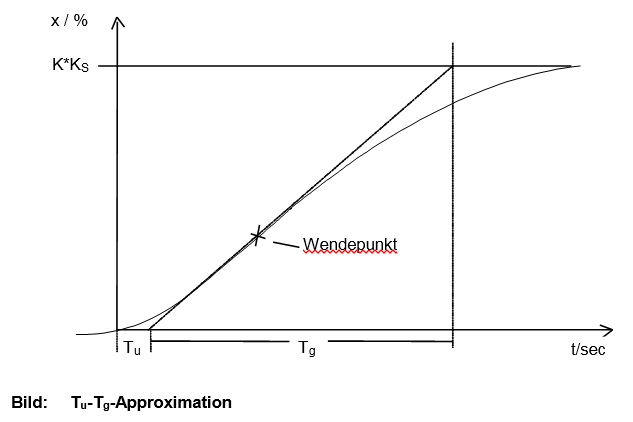 x / %
K*Ks
Wendepunkt
Tu
Tg
t/sec
Bild: Tu-Tg-Approximation